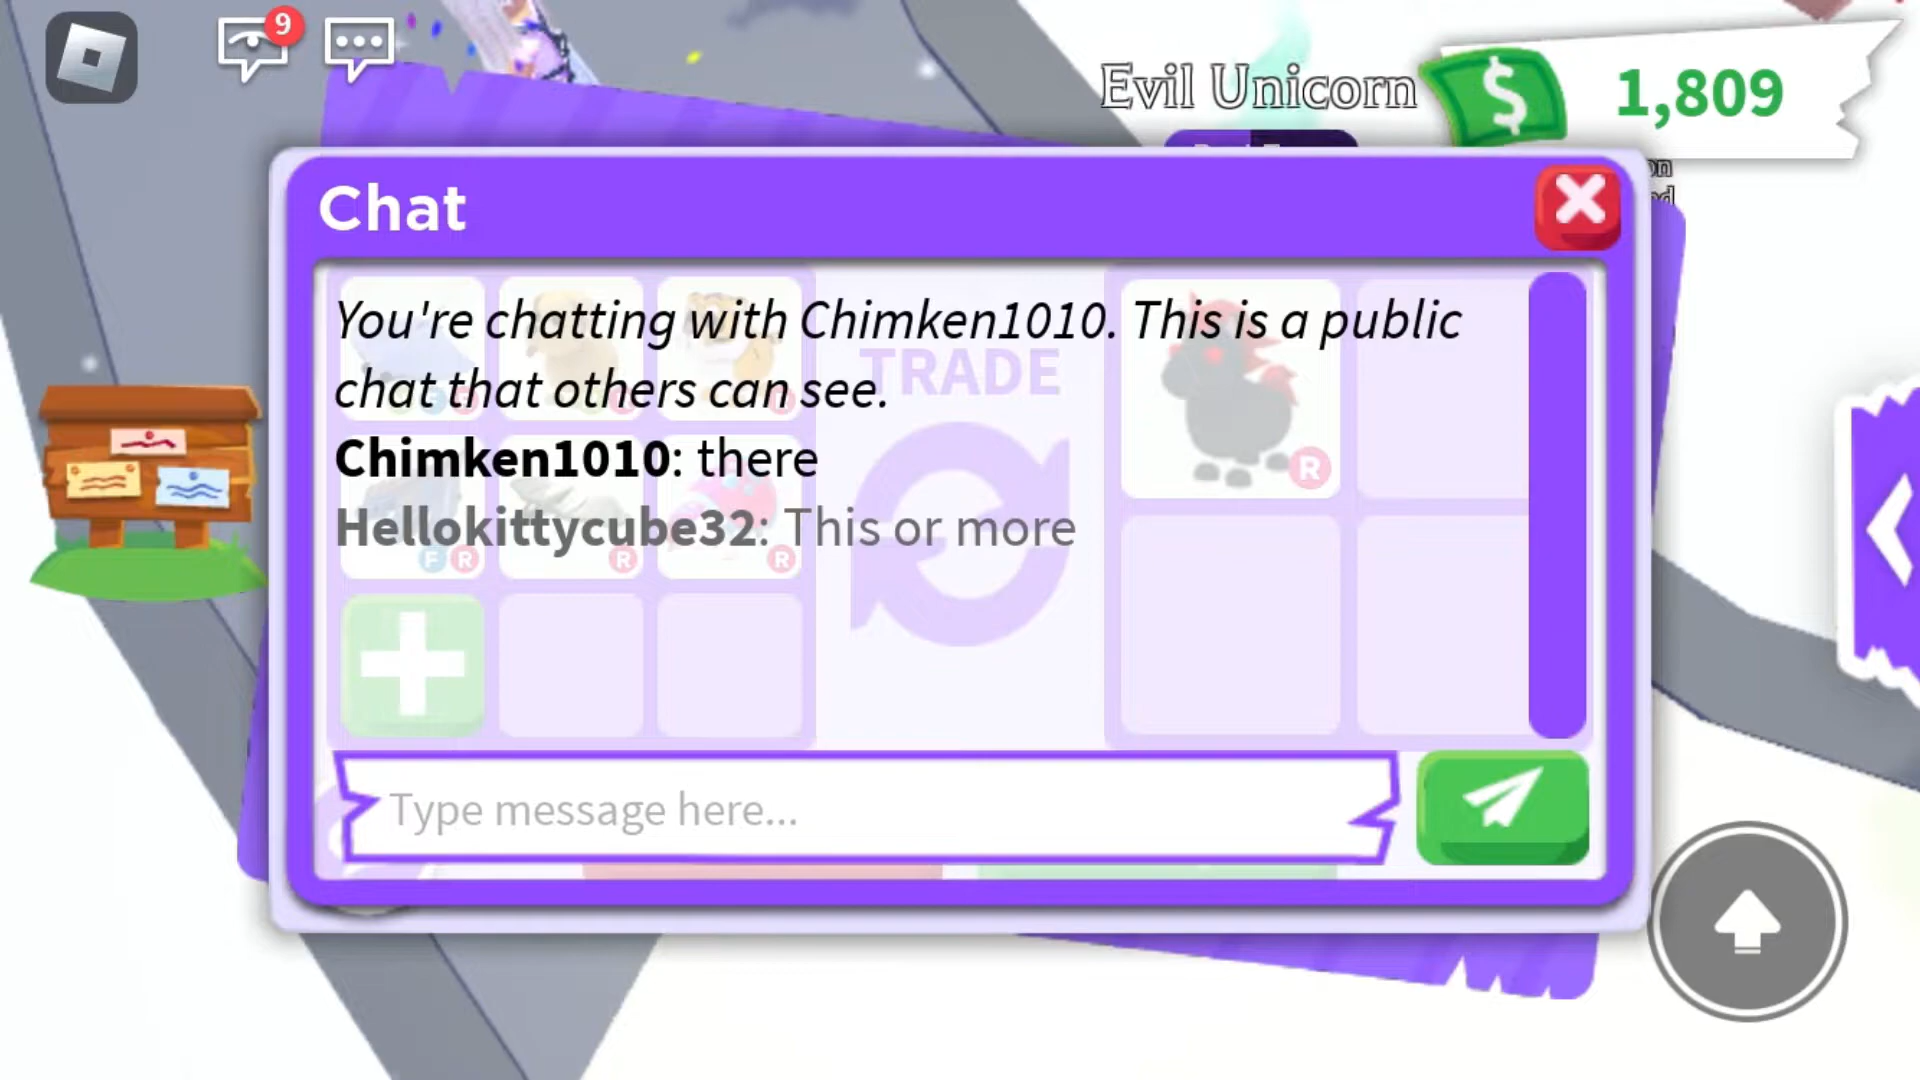 9
Evil Unicorn
1,809
Chat
You're chatting with Chimken1010. This is a public
chat that others can see.
TRADE
Chimken1010: there
Hellokittycube32: This or more
R
F R
R
R
Type message here...